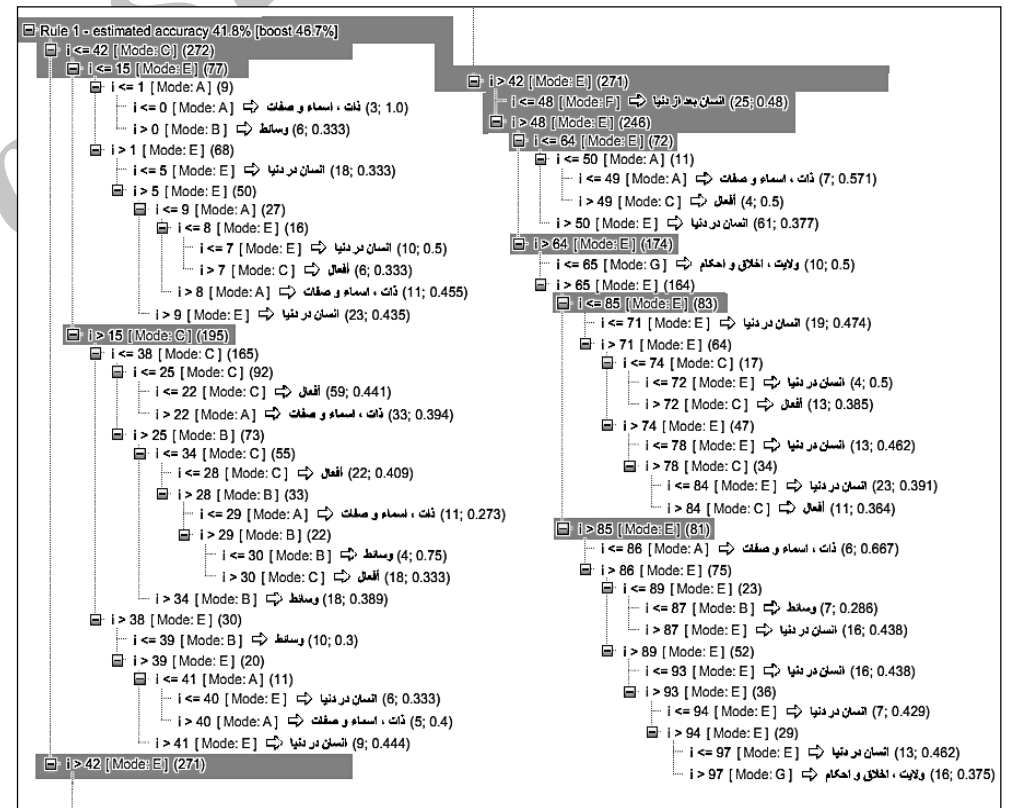 Rule 1 - estimated accuracy 41.8% [boost 46.7%]
i <= 42 [Mode: C] (272)
i <= 15 [Mode: E] (77)
i <= 1 [Mode: A] (9)
i <= 0 [Mode: A] ⇨ ذات ، اسماء و صفات (3; 1.0)
i > 0 [Mode: B] ⇨ وسائط (6; 0.333)
i > 1 [Mode: E] (68)
i <= 5 [Mode: E] ⇨ انسان در دنیا (18; 0.333)
i > 5 [Mode: E] (50)
i <= 9 [Mode: A] (27)
i <= 8 [Mode: E] (16)
i <= 7 [Mode: E] ⇨ انسان در دنیا (10; 0.5)
i > 7 [Mode: C] ⇨ أفعال (6; 0.333)
i > 8 [Mode: A] ⇨ ذات ، اسماء و صفات (11; 0.455)
i > 9 [Mode: E] ⇨ انسان در دنیا (23; 0.435)
i > 15 [Mode: C] (195)
i <= 38 [Mode: C] (165)
i <= 25 [Mode: C] (92)
i <= 22 [Mode: C] ⇨ أفعال (59; 0.441)
i > 22 [Mode: A] ⇨ ذات ، اسماء و صفات (33; 0.394)
i > 25 [Mode: B] (73)
i <= 34 [Mode: C] (55)
i <= 28 [Mode: C] ⇨ أفعال (22; 0.409)
i > 28 [Mode: B] (33)
i <= 29 [Mode: A] ⇨ ذات ، اسماء و صفات (11; 0.273)
i > 29 [Mode: B] (22)
i <= 30 [Mode: B] ⇨ وسائط (4; 0.75)
i > 30 [Mode: C] ⇨ أفعال (18; 0.333)
i > 34 [Mode: B] ⇨ وسائط (18; 0.389)
i > 38 [Mode: E] (30)
i <= 39 [Mode: B] ⇨ وسائط (10; 0.3)
i > 39 [Mode: E] (20)
i <= 41 [Mode: A] (11)
i <= 40 [Mode: E] ⇨ انسان در دنیا (6; 0.333)
i > 40 [Mode: A] ⇨ ذات ، اسماء و صفات (5; 0.4)
i > 41 [Mode: E] ⇨ انسان در دنیا (9; 0.444)
i > 42 [Mode: E] (271)
i > 42 [Mode: E] (271)
i <= 48 [Mode: F] ⇨ انسان بعد از دنیا (25; 0.48)
i > 48 [Mode: E] (246)
i <= 64 [Mode: E] (72)
i <= 50 [Mode: A] (11)
i <= 49 [Mode: A] ⇨ ذات ، اسماء و صفات (7; 0.571)
i > 49 [Mode: C] ⇨ أفعال (4; 0.5)
i > 50 [Mode: E] ⇨ انسان در دنیا (61; 0.377)
i > 64 [Mode: E] (174)
i <= 65 [Mode: G] ⇨ ولایت ، اخلاق و احکام (10; 0.5)
i > 65 [Mode: E] (164)
i <= 85 [Mode: E] (83)
i <= 71 [Mode: E] ⇨ انسان در دنیا (19; 0.474)
i > 71 [Mode: E] (64)
i <= 74 [Mode: C] (17)
i <= 72 [Mode: E] ⇨ انسان در دنیا (4; 0.5)
i > 72 [Mode: C] ⇨ أفعال (13; 0.385)
i > 74 [Mode: E] (47)
i <= 78 [Mode: E] ⇨ انسان در دنیا (13; 0.462)
i > 78 [Mode: C] (34)
i <= 84 [Mode: E] ⇨ انسان در دنیا (23; 0.391)
i > 84 [Mode: C] ⇨ أفعال (11; 0.364)
i > 85 [Mode: E] (81)
i <= 86 [Mode: A] ⇨ ذات ، اسماء و صفات (6; 0.667)
i > 86 [Mode: E] (75)
i <= 89 [Mode: E] (23)
i <= 87 [Mode: B] ⇨ وسائط (7; 0.286)
i > 87 [Mode: E] ⇨ انسان در دنیا (16; 0.438)
i > 89 [Mode: E] (52)
i <= 93 [Mode: E] ⇨ انسان در دنیا (16; 0.438)
i > 93 [Mode: E] (36)
i <= 94 [Mode: E] ⇨ انسان در دنیا (7; 0.429)
i > 94 [Mode: E] (29)
i <= 97 [Mode: E] ⇨ انسان در دنیا (13; 0.462)
i > 97 [Mode: G] ⇨ ولایت ، اخلاق و احکام (16; 0.375)